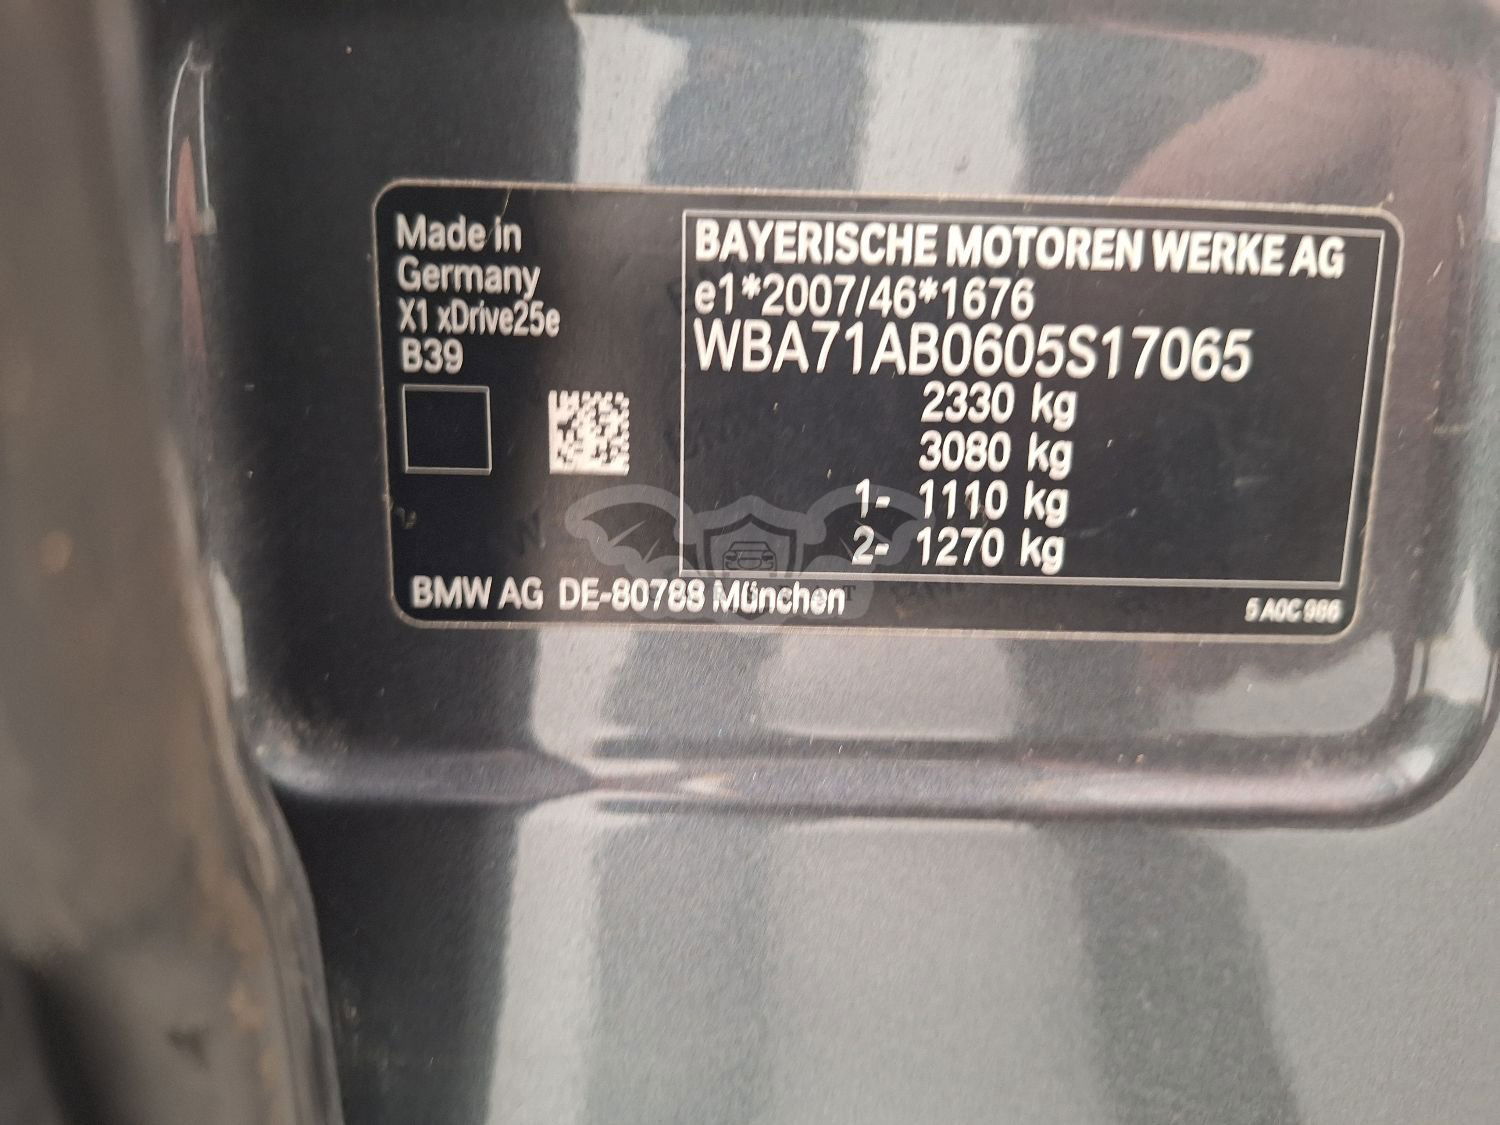 Made in
Germany
X1 xDrive25e
B39
BAYERISCHE MOTOREN WERKE AG
e1*2007/46*1676
WBA71AB0605S17065
2330 kg
3080 kg
1- 1110 kg
2- 1270 kg
BMW AG DE-80788 München
5 A0C 986